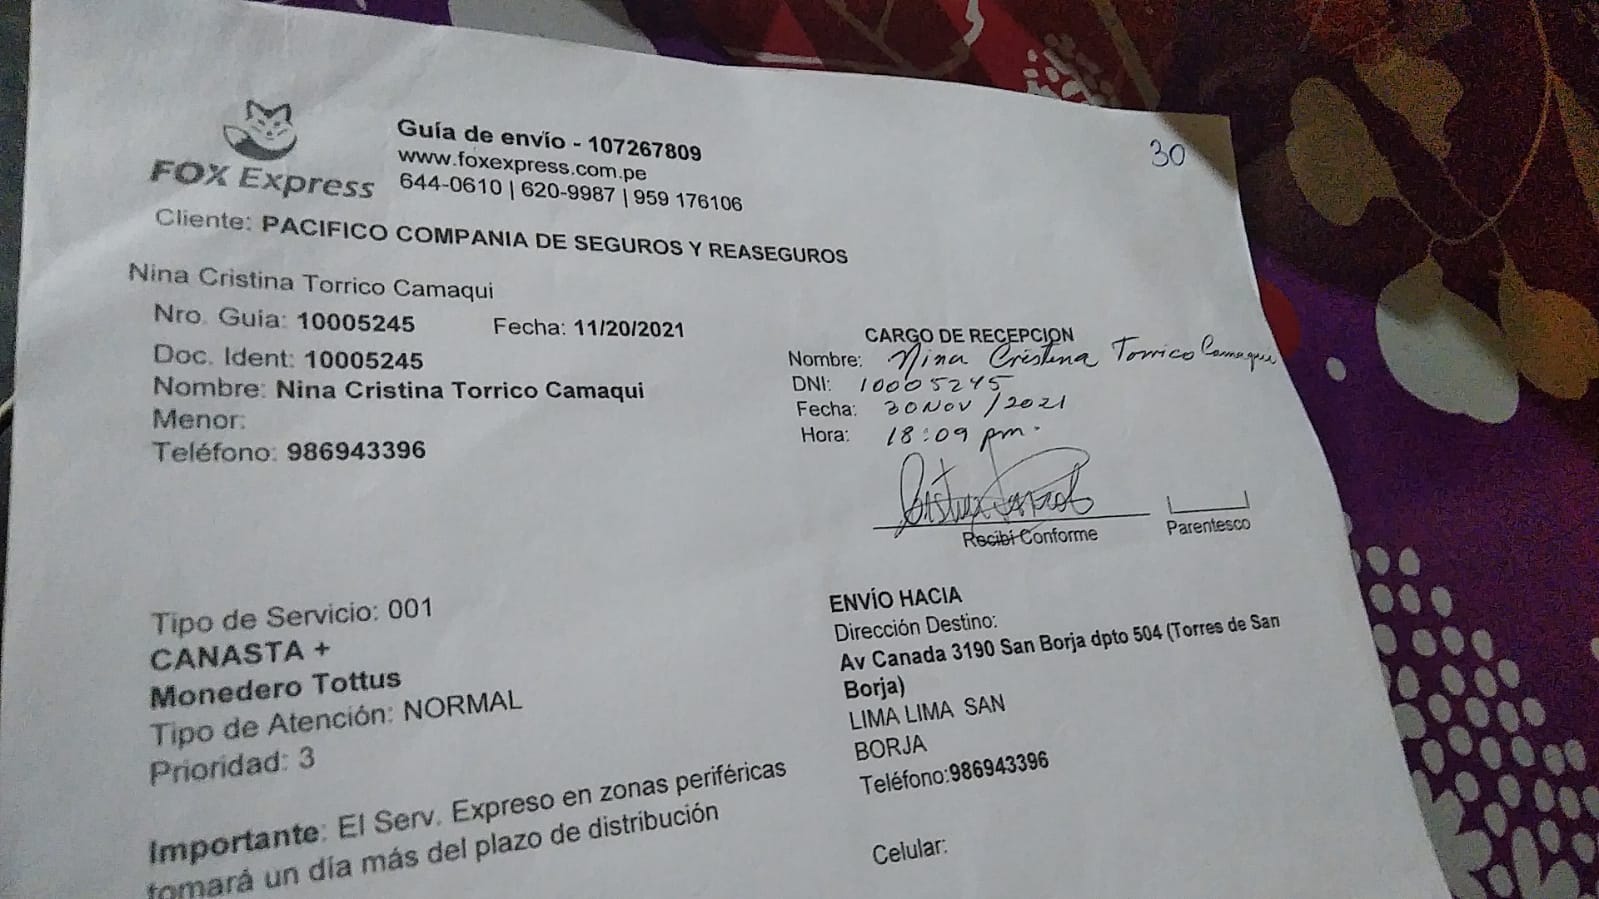 FOX Express
Guía de envío - 107267809
www.foxexpress.com.pe
644-0610 | 620-9987 | 959 176106
30
Cliente: PACIFICO COMPANIA DE SEGUROS Y REASEGUROS
Nina Cristina Torrico Camaqui
Nro. Guía: 10005245 Fecha: 11/20/2021
Doc. Ident: 10005245
Nombre: Nina Cristina Torrico Camaqui
Menor:
Teléfono: 986943396
CARGO DE RECEPCION
Nombre: Nina Cristina Torrico Camaqui
DNI: 10005245
Fecha: 30 Nov / 2021
Hora: 18:09 pm.
Recibi Conforme
Parentesco
Tipo de Servicio: 001
CANASTA +
Monedero Tottus
Tipo de Atención: NORMAL
Prioridad: 3
Importante: El Serv. Expreso en zonas periféricas
tomará un día más del plazo de distribución
ENVÍO HACIA
Dirección Destino:
Av Canada 3190 San Borja dpto 504 (Torres de San
Borja)
LIMA LIMA SAN
BORJA
Teléfono:986943396
Celular: